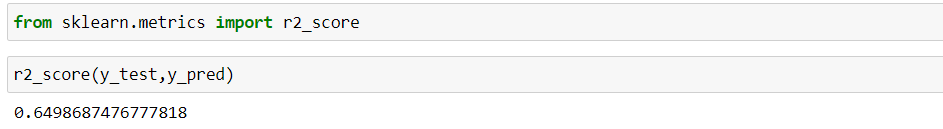 from sklearn.metrics import r2_score
r2_score(y_test,y_pred)
0.6498687476777818